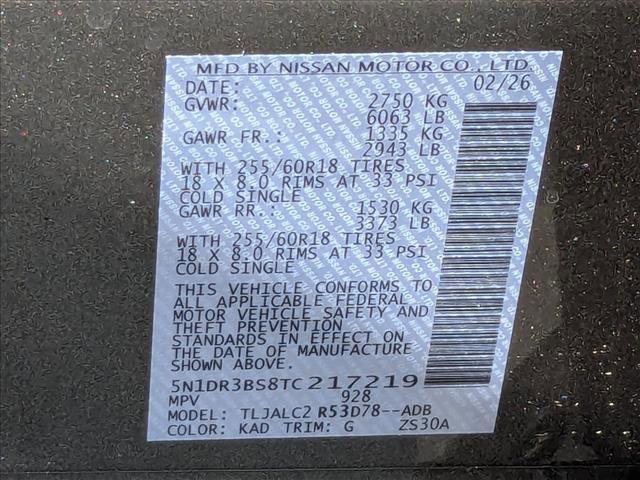 MFD BY NISSAN MOTOR CO., LTD.
DATE: 02/26
GVWR: 2750 KG
6063 LB
GAWR FR.: 1335 KG
2943 LB
WITH 255/60R18 TIRES
18 X 8.0 RIMS AT 33 PSI
COLD SINGLE
GAWR RR.: 1530 KG
3373 LB
WITH 255/60R18 TIRES
18 X 8.0 RIMS AT 33 PSI
COLD SINGLE
THIS VEHICLE CONFORMS TO
ALL APPLICABLE FEDERAL
MOTOR VEHICLE SAFETY AND
THEFT PREVENTION
STANDARDS IN EFFECT ON
THE DATE OF MANUFACTURE
SHOWN ABOVE.
5N1DR3BS8TC217219
MPV 928
MODEL: TLJALC2 R53D78--ADB
COLOR: KAD TRIM: G ZS30A